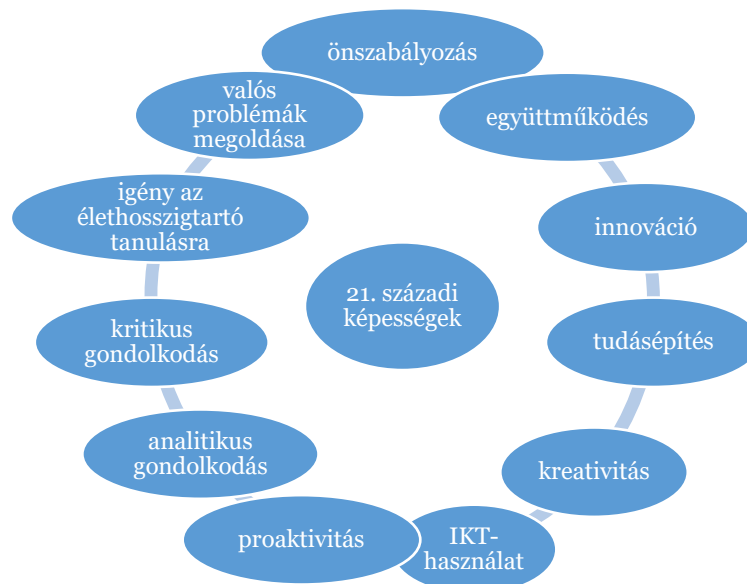 önszabályozás
együttműködés
innováció
tudásépítés
kreativitás
IKT-
használat
proaktivitás
analitikus
gondolkodás
kritikus
gondolkodás
igény az
élethosszigtartó
tanulásra
valós
problémák
megoldása
21. századi
képességek